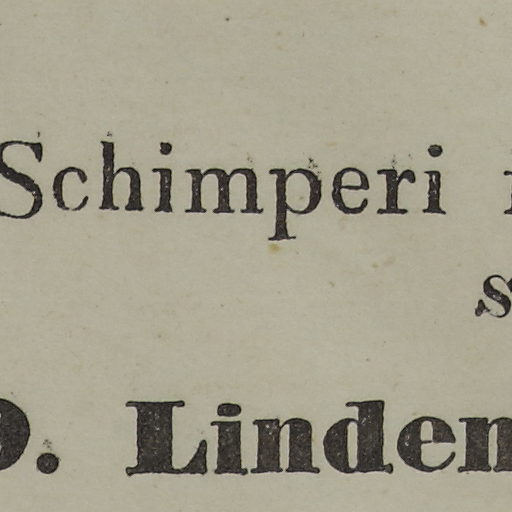 Schimperi
s
D. Linden